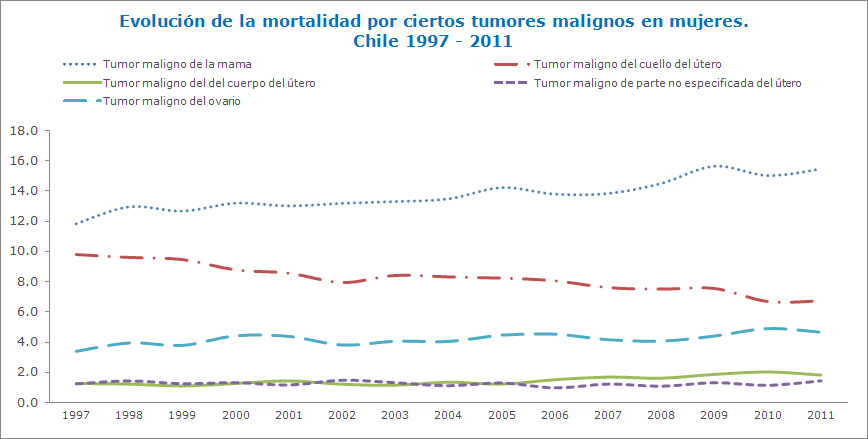 Evolución de la mortalidad por ciertos tumores malignos en mujeres.
Chile 1997 - 2011
Tumor maligno de la mama
Tumor maligno del cuello del útero
Tumor maligno del del cuerpo del útero
Tumor maligno de parte no especificada del útero
Tumor maligno del ovario
18.0
16.0
14.0
12.0
10.0
8.0
6.0
4.0
2.0
0.0
1997 1998 1999 2000 2001 2002 2003 2004 2005 2006 2007 2008 2009 2010 2011